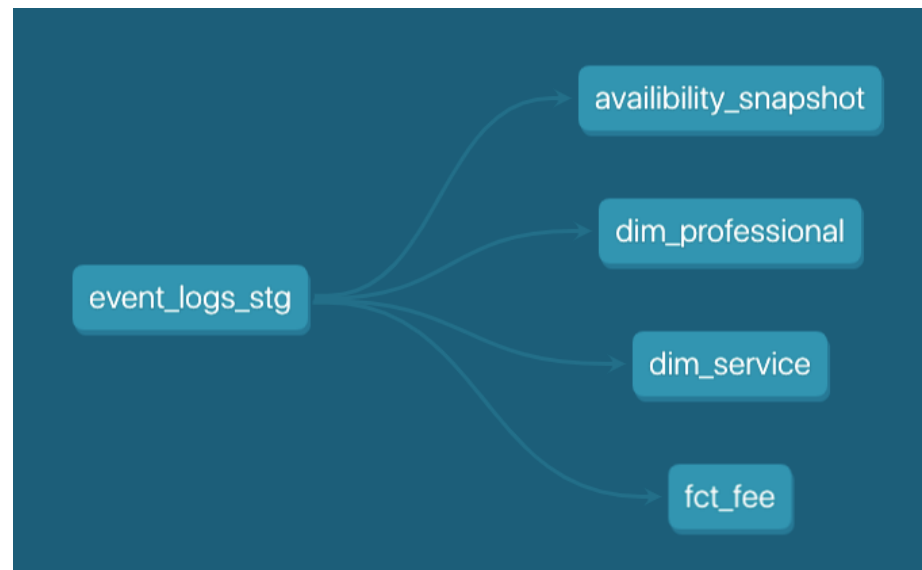 availibility_snapshot
dim_professional
event_logs_stg
dim_service
fct_fee